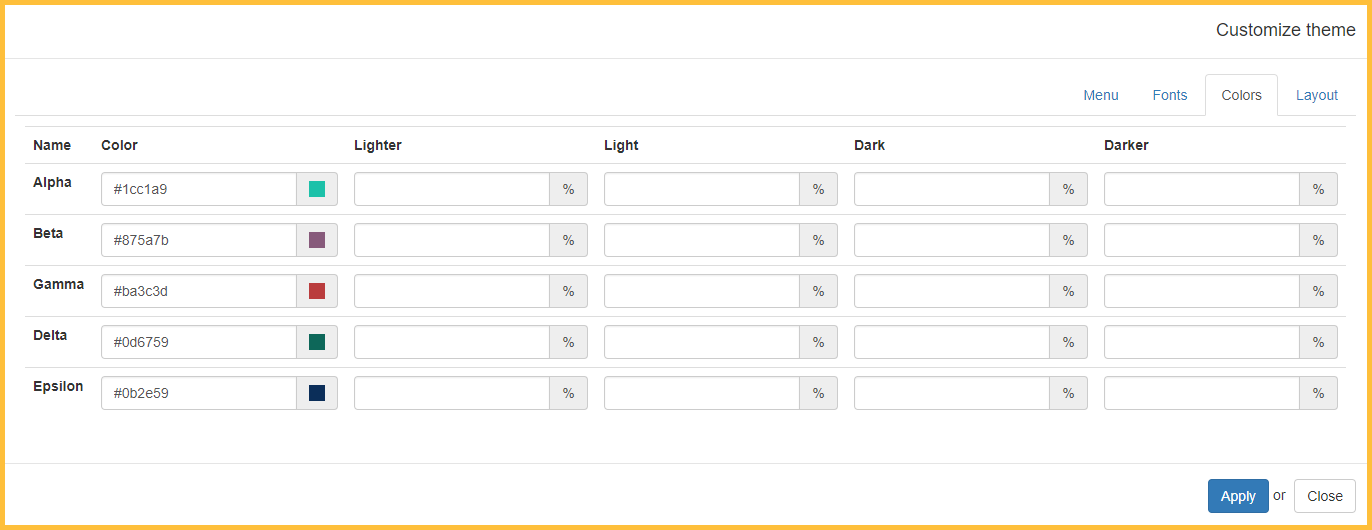 Customize theme
Menu Fonts Colors Layout
Name Color Lighter Light Dark Darker
Alpha #1cc1a9 % % % %
Beta #875a7b % % % %
Gamma #ba3c3d % % % %
Delta #0d6759 % % % %
Epsilon #0b2e59 % % % %
Apply or Close